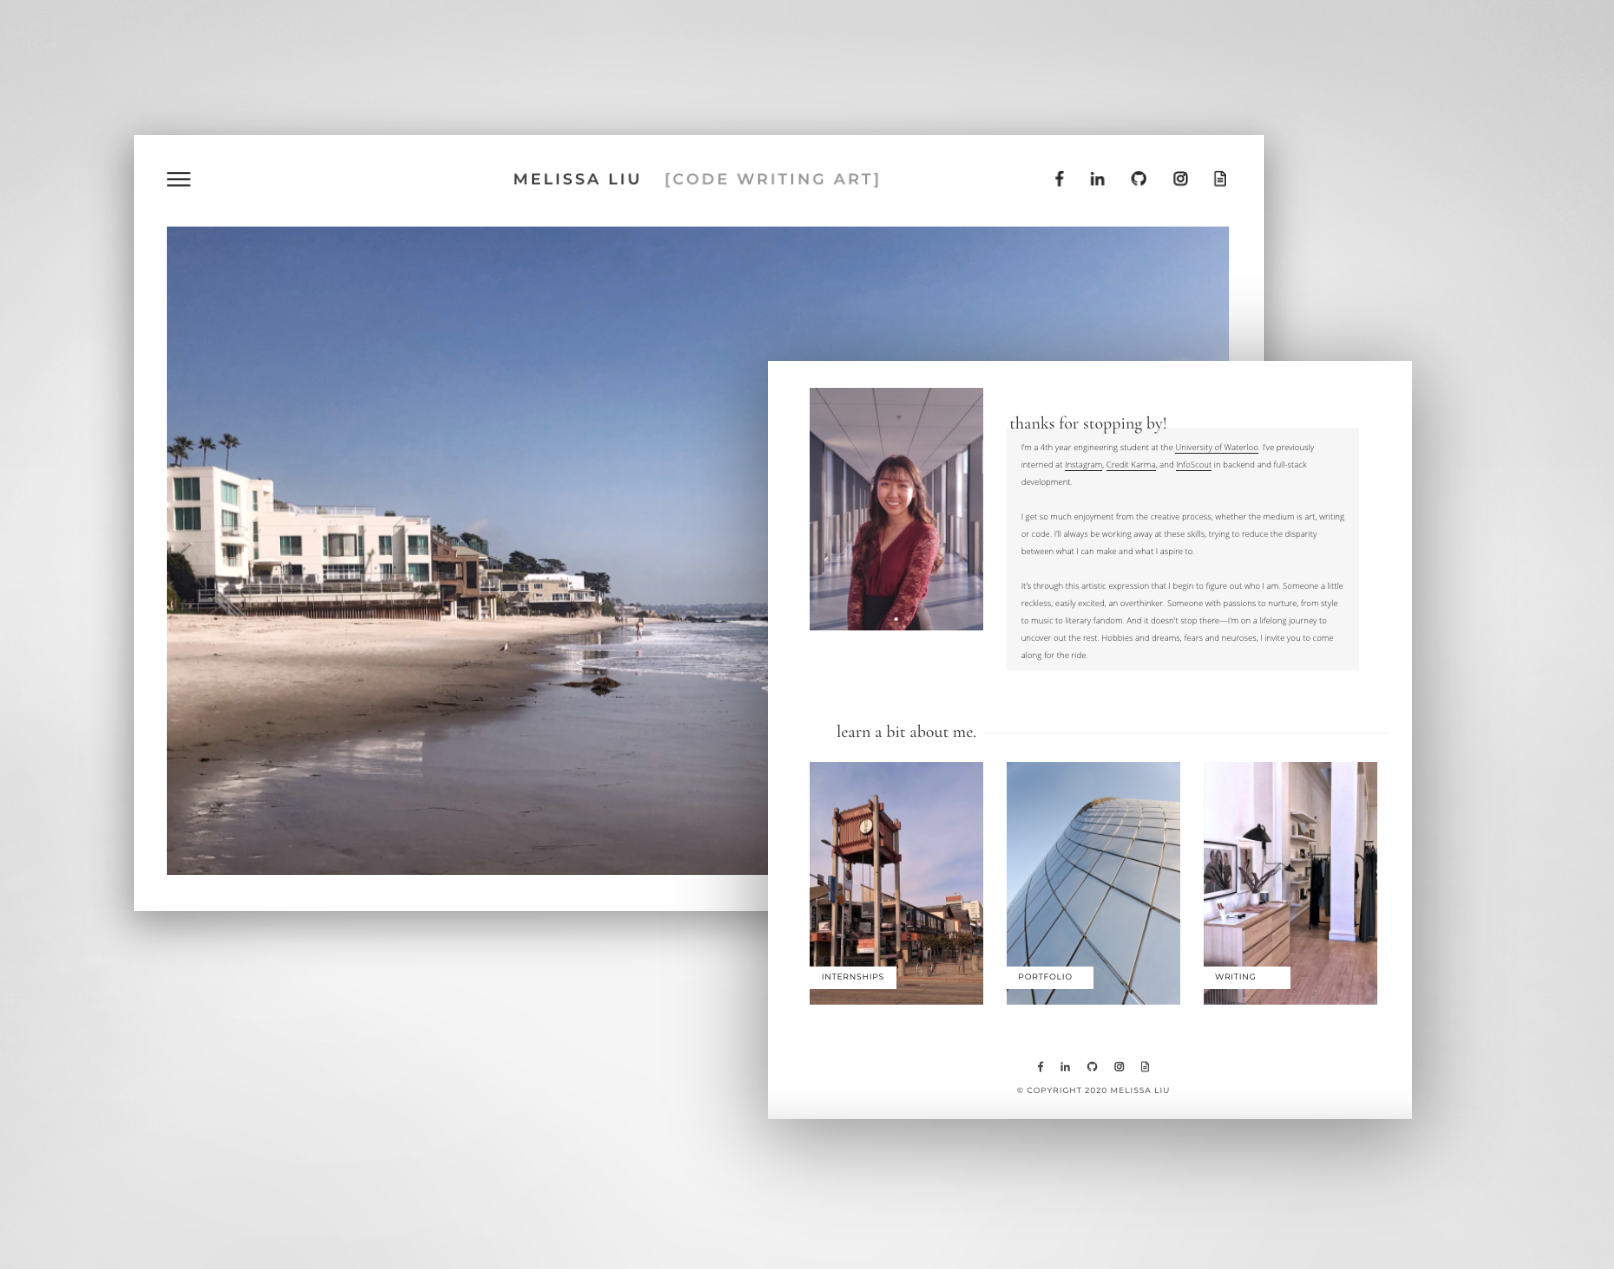 MELISSA LIU [CODE WRITING ART]
thanks for stopping by!
I'm a 4th year engineering student at the University of Waterloo. I've previously
interned at Instagram, Credit Karma, and InfoScout in backend and full-stack
development.
I get so much enjoyment from the creative process, whether the medium is art, writing
or code. I'll always be working away at these skills, trying to reduce the disparity
between what I can make and what I aspire to.
It's through this artistic expression that I begin to figure out who I am. Someone a little
reckless, easily excited, an overthinker. Someone with passions to nurture, from style
to music to literary fandom. And it doesn't stop there—I'm on a lifelong journey to
uncover out the rest. Hobbies and dreams, fears and neuroses, I invite you to come
along for the ride.
learn a bit about me.
INTERNSHIPS
PORTFOLIO
WRITING
© COPYRIGHT 2020 MELISSA LIU